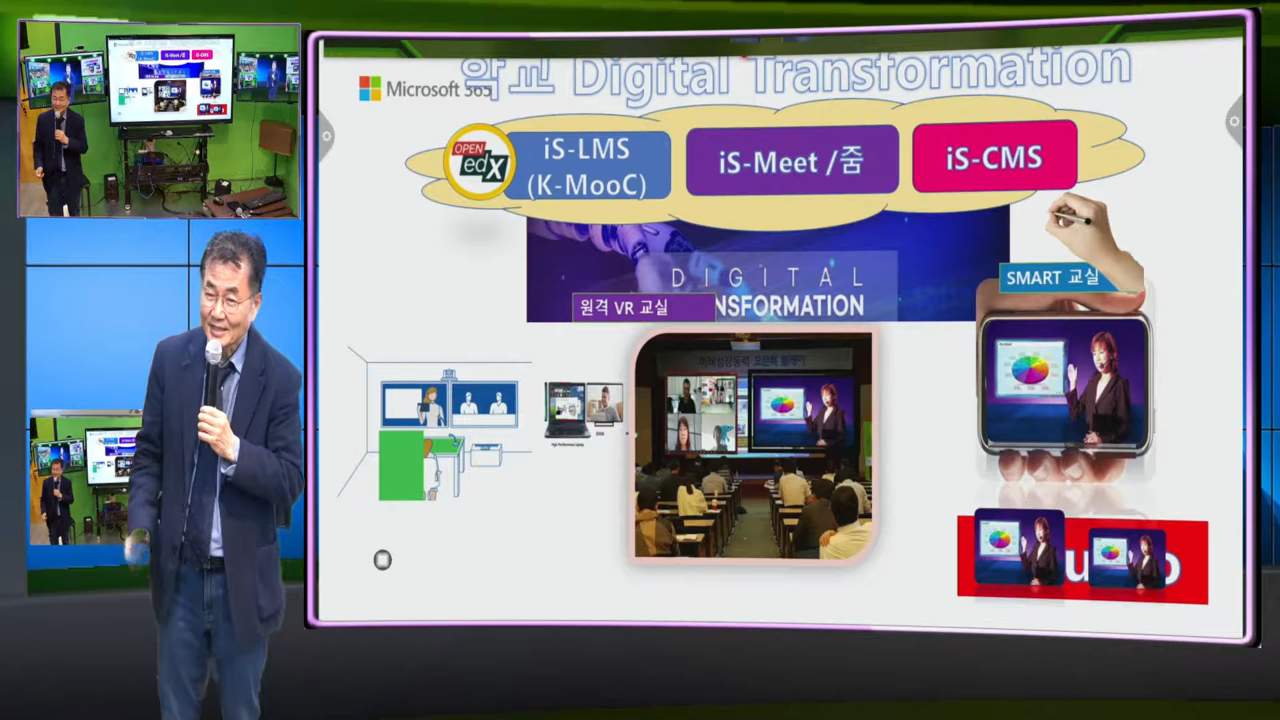 학교 Digital Transformation
Microsoft 365
OPEN
edX
iS-LMS
(K-MooC)
iS-Meet /줌
iS-CMS
DIGITAL
NSFORMATION
원격 VR 교실
SMART 교실